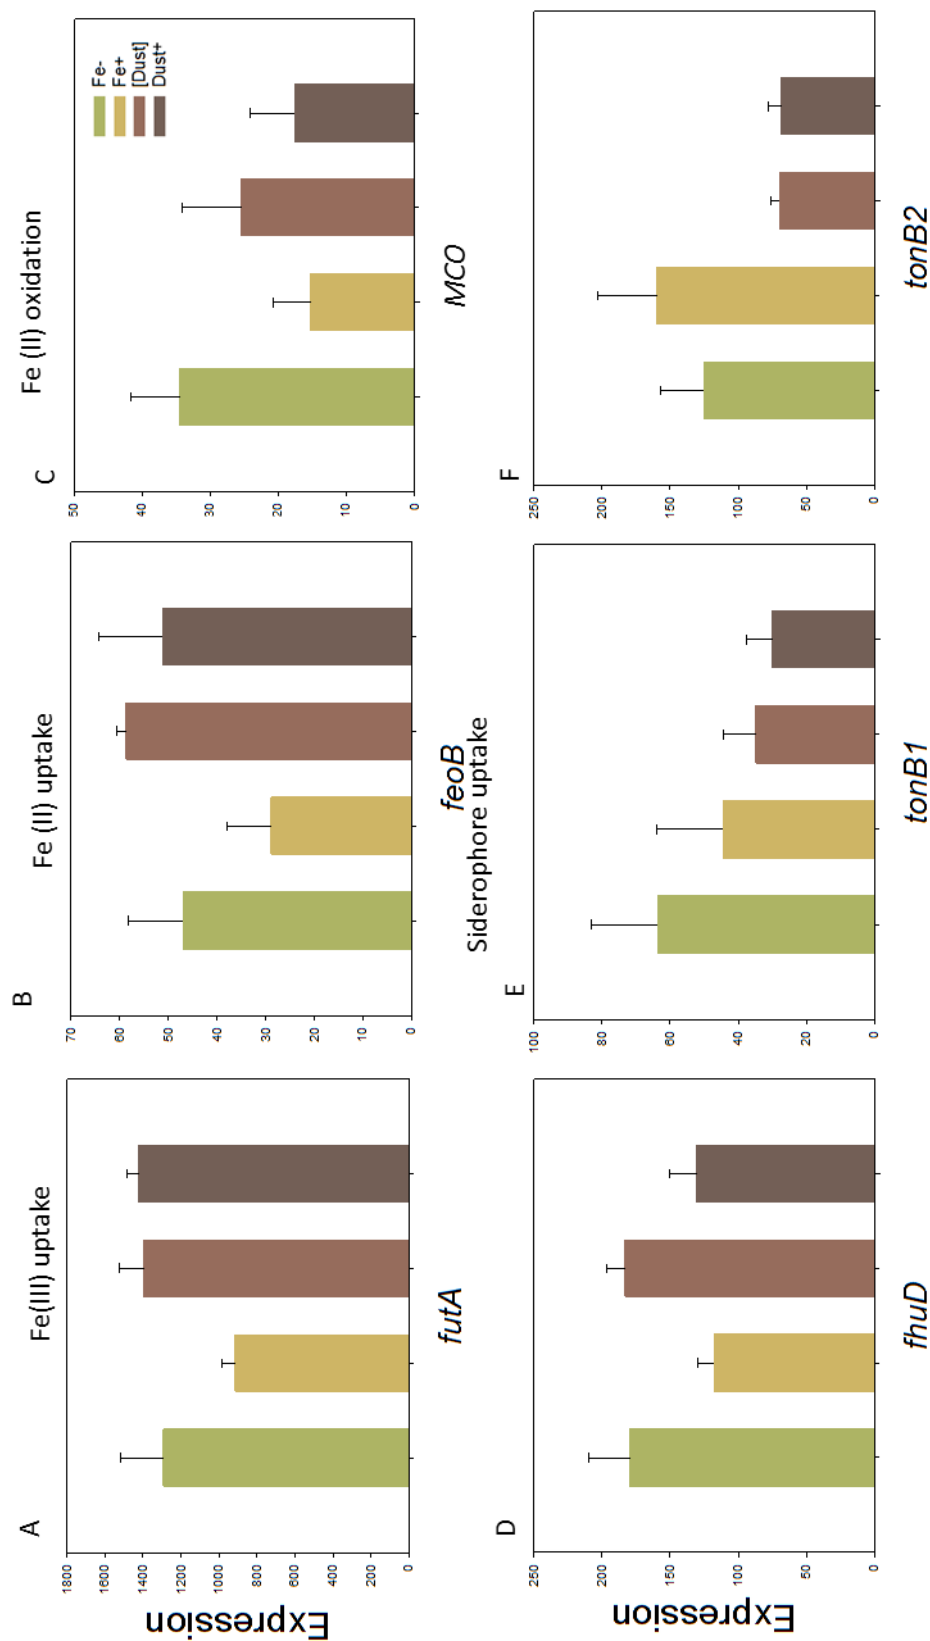 A
Fe(III) uptake
Expression
1800
1600
1400
1200
1000
800
600
400
200
0
futA
B
Fe (II) uptake
70
60
50
40
30
20
10
0
feoB
C
Fe (II) oxidation
50
40
30
20
10
0
Fe-
Fe+
[Dust]
Dust+
MCO
Siderophore uptake
D
Expression
250
200
150
100
50
0
fhuD
E
100
80
60
40
20
0
tonB1
F
250
200
150
100
50
0
tonB2